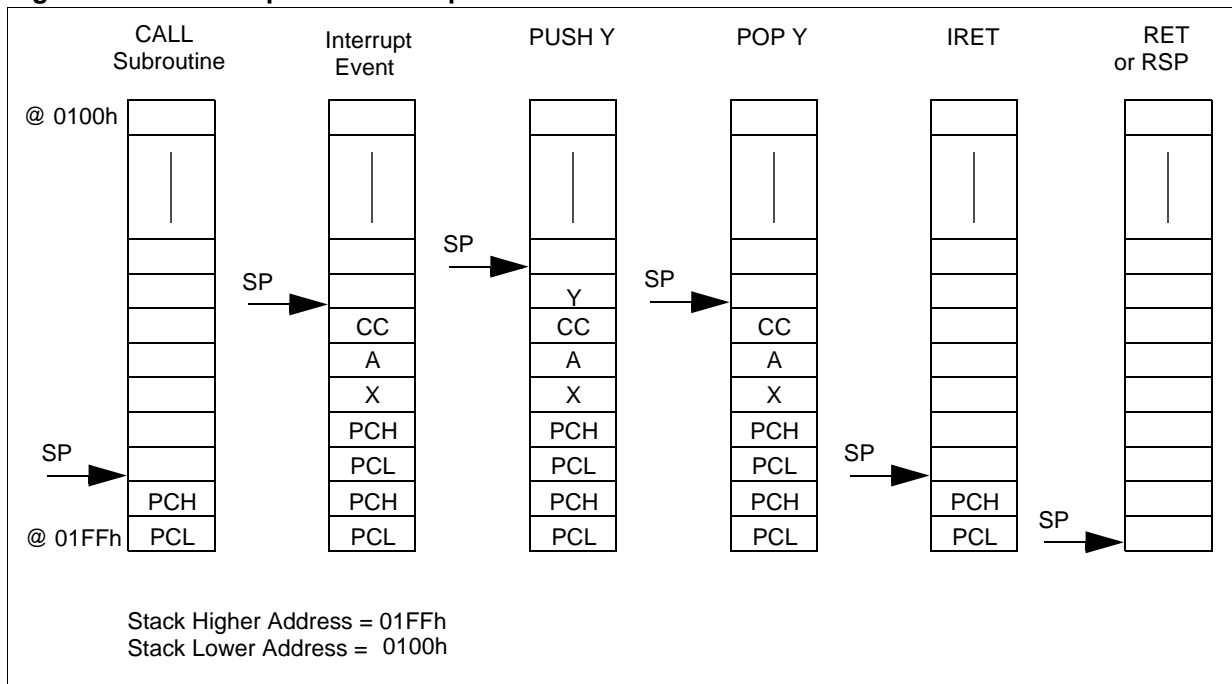 CALL
Subroutine
Interrupt
Event
PUSH Y
POP Y
IRET
RET
or RSP
@ 0100h
SP
SP
SP
Y
CC
CC
CC
A
A
A
X
X
X
PCH
PCH
PCH
SP
PCL
PCL
PCL
SP
PCH
PCH
PCH
PCH
PCH
SP
@ 01FFh
PCL
PCL
PCL
PCL
PCL
Stack Higher Address = 01FFh
Stack Lower Address = 0100h